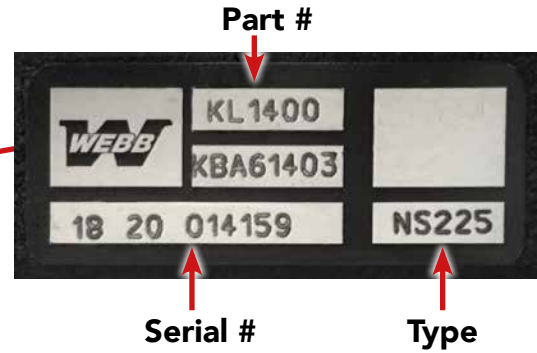 Part #
KL1400
WEBB
KBA61403
18 20 014159
NS225
Serial #
Type